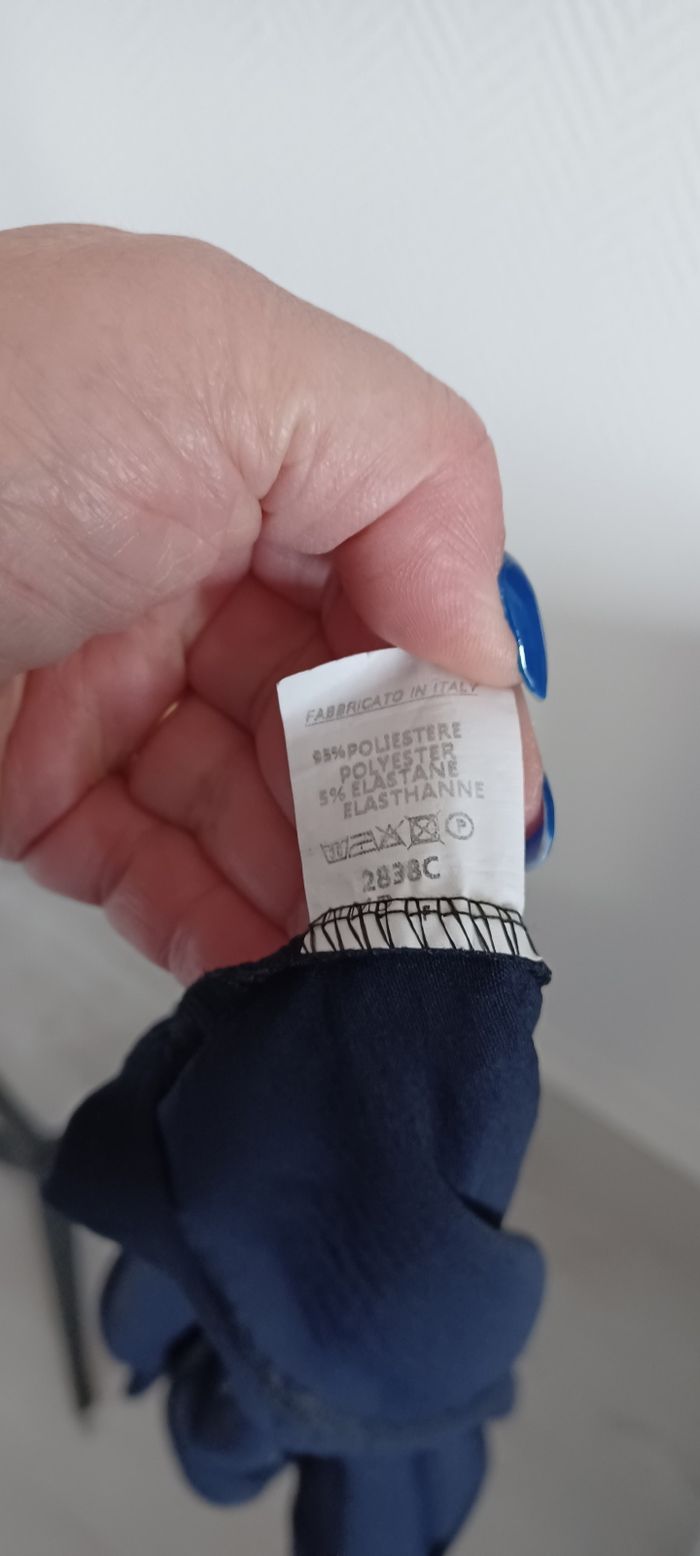 FABBRICATO IN ITALY
95%POLIESTERE
POLYESTER
5% ELASTANE
ELASTHANNE
P
2838C